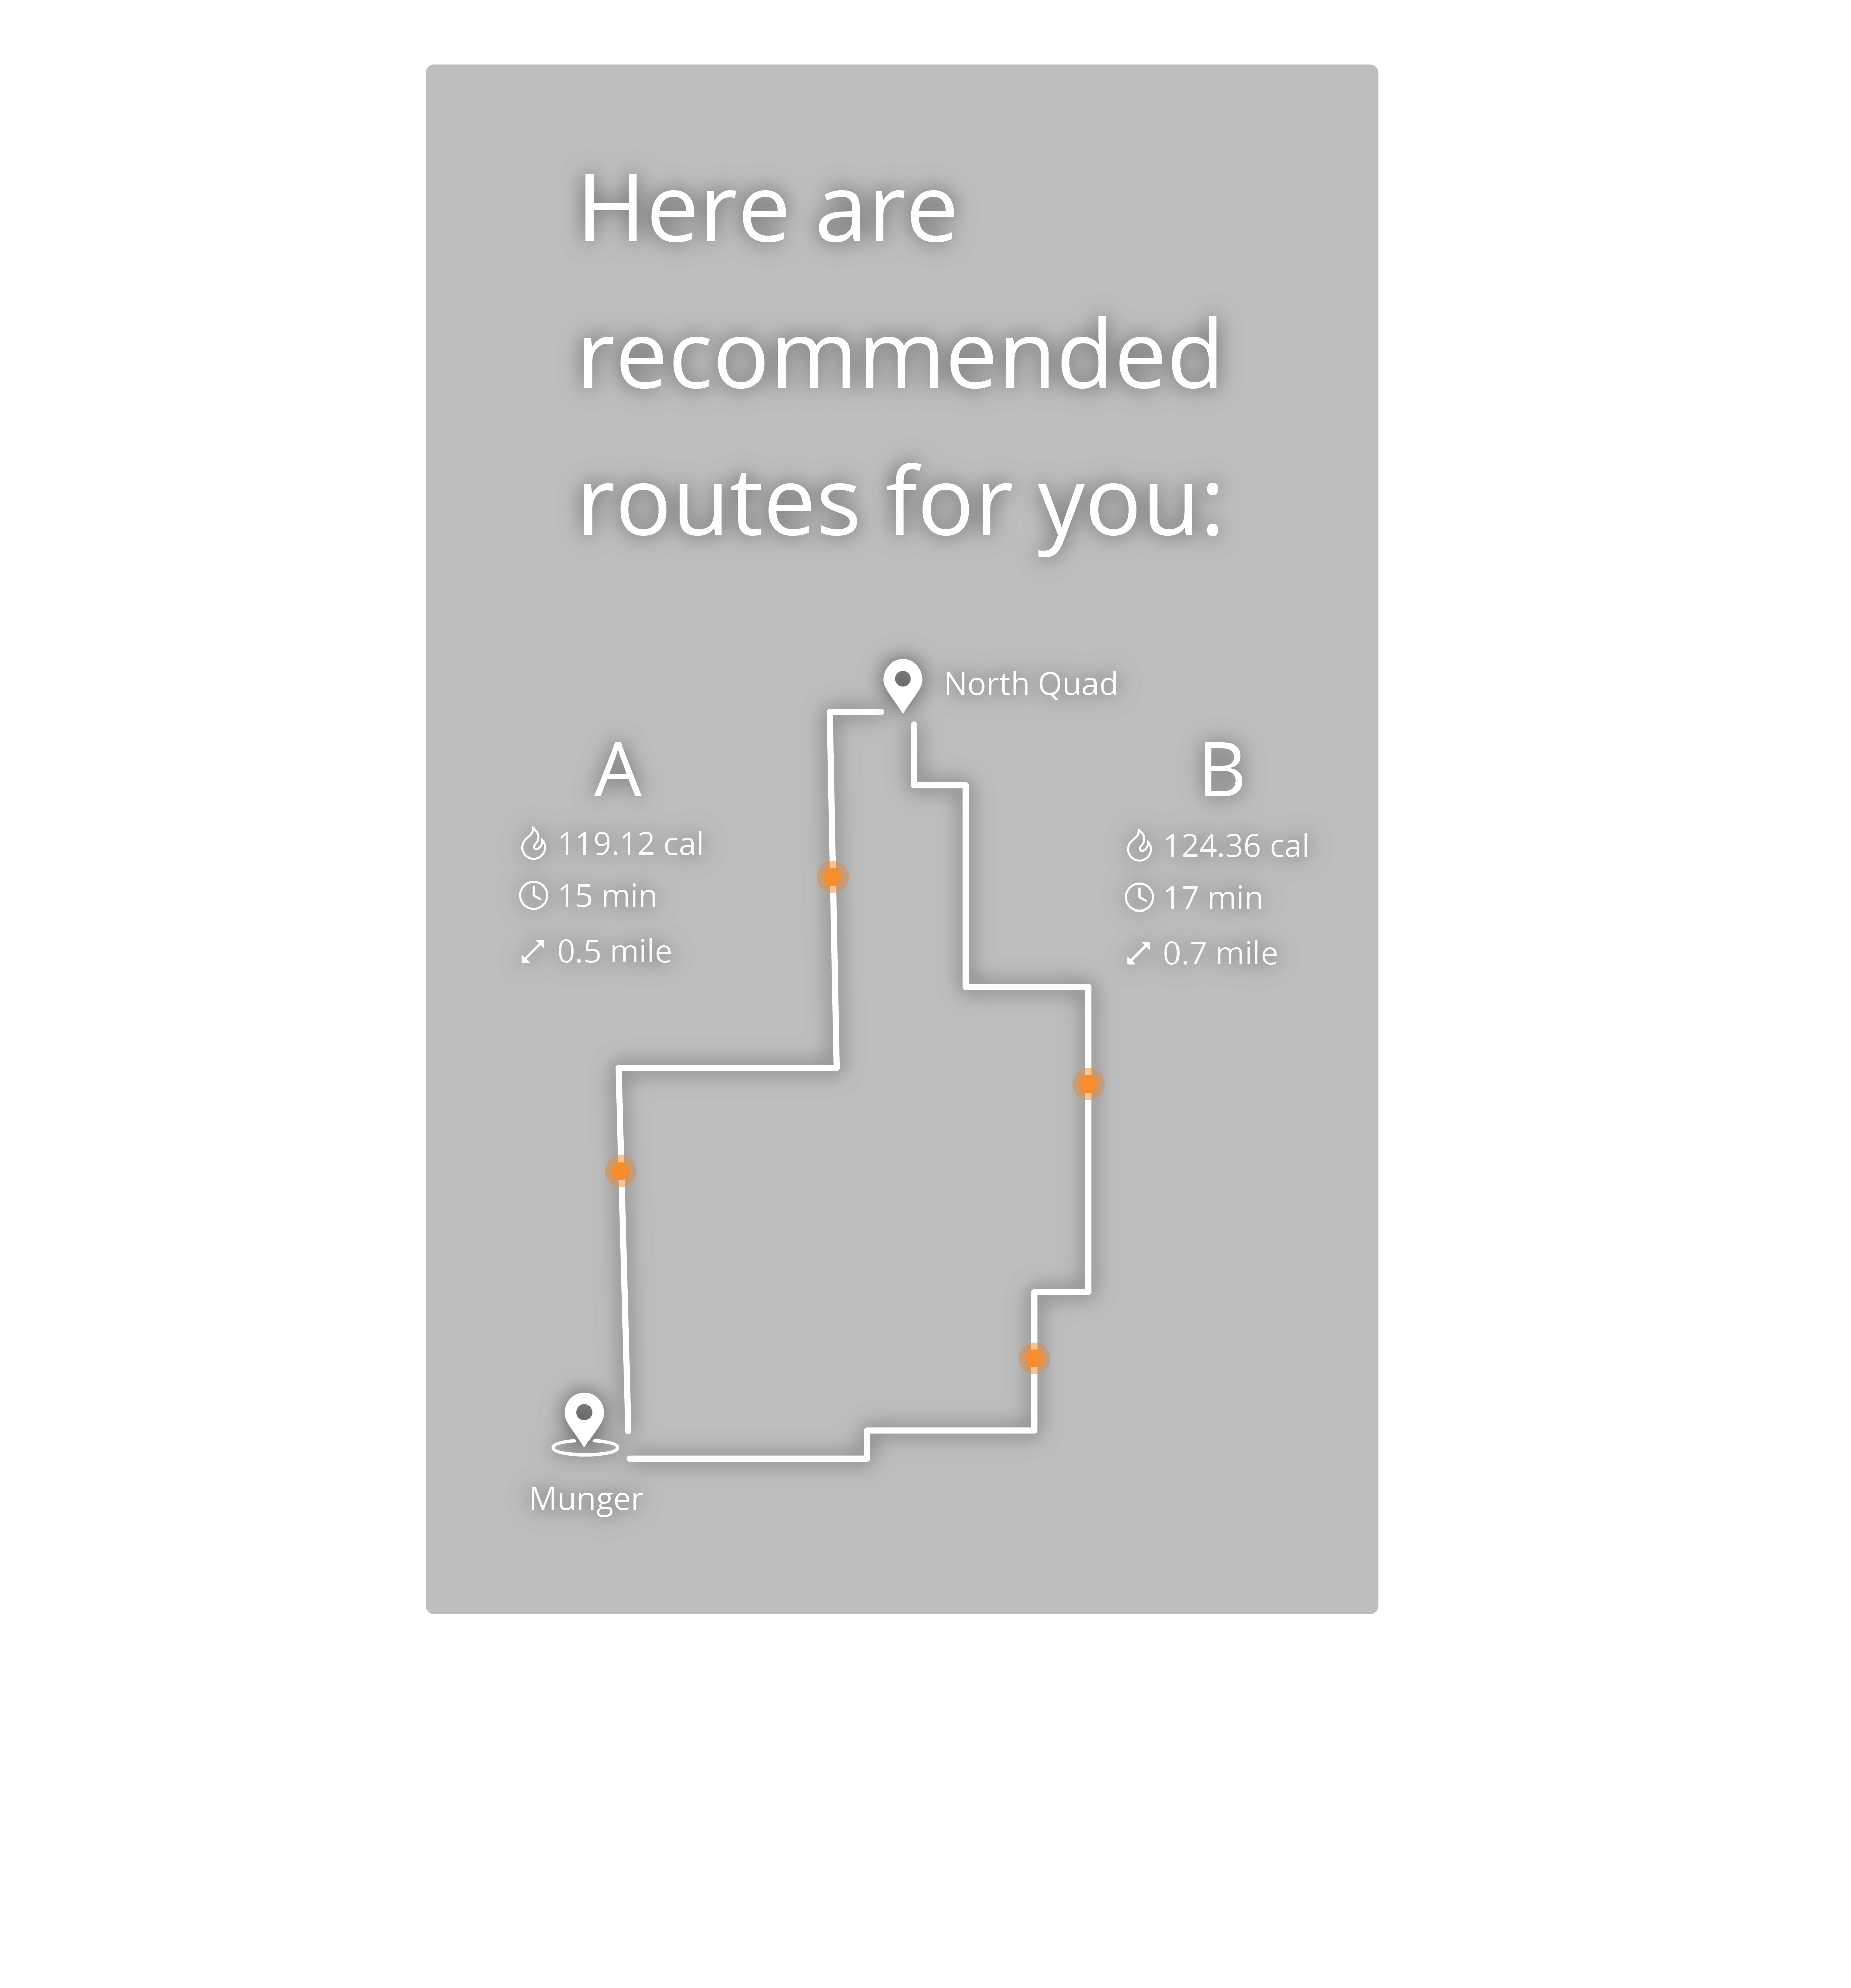 Here are
recommended
routes for you:
North Quad
A
119.12 cal
15 min
0.5 mile
B
124.36 cal
17 min
0.7 mile
Munger